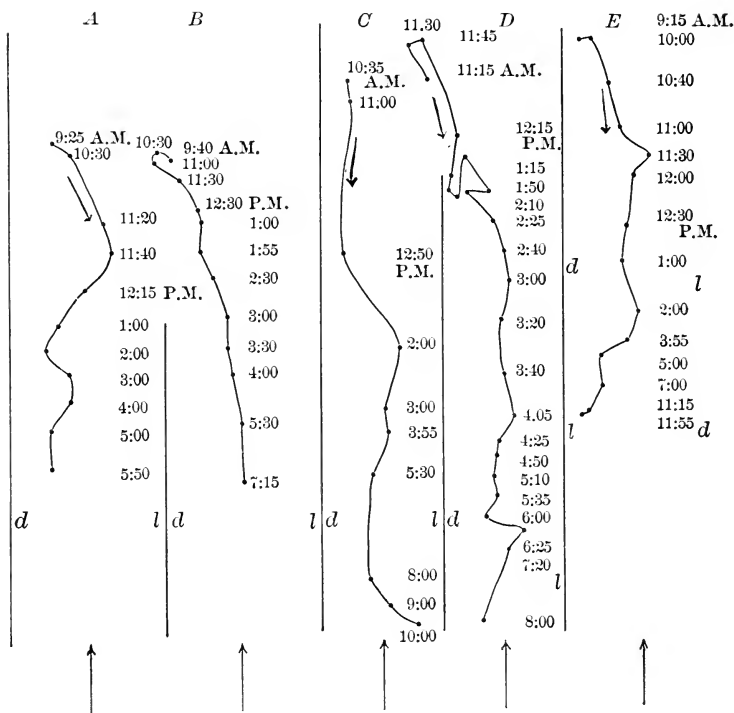 A
9:25 A.M.
10:30
11:20
11:40
12:15 P.M.
1:00
2:00
3:00
4:00
5:00
5:50
d
l
B
10:30
9:40 A.M.
11:00
11:30
12:30 P.M.
1:00
1:55
2:30
3:00
3:30
4:00
5:30
7:15
d
l
C
10:35
A.M.
11:00
12:50
P.M.
2:00
3:00
3:55
5:30
8:00
9:00
10:00
d
l
D
11.30
11:45
11:15 A.M.
12:15
P.M.
1:15
1:50
2:10
2:25
2:40
3:00
3:20
3:40
4.05
4:25
4:50
5:10
5:35
6:00
6:25
7:20
8:00
d
l
E
9:15 A.M.
10:00
10:40
11:00
11:30
12:00
12:30
P.M.
1:00
2:00
3:55
5:00
7:00
11:15
11:55
d
l
l
d